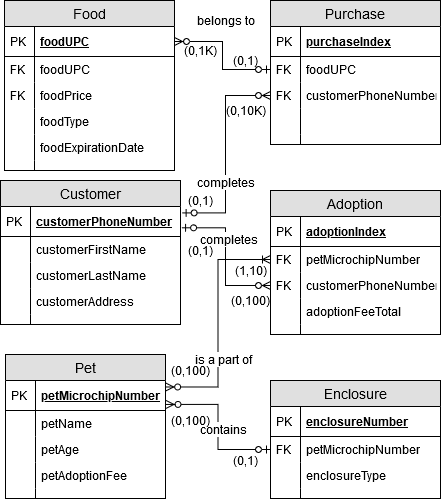 Food
PK foodUPC
FK foodUPC
FK foodPrice
foodType
foodExpirationDate
belongs to
(0,1K)
(0,1)
Purchase
PK purchaseIndex
FK foodUPC
FK customerPhoneNumber
(0,10K)
completes
Customer
(0,1)
PK customerPhoneNumber
customerFirstName
customerLastName
customerAddress
completes
(0,1)
Adoption
PK adoptionIndex
FK petMicrochipNumber
FK customerPhoneNumber
adoptionFeeTotal
(1,10)
(0,100)
is a part of
(0,100)
Pet
PK petMicrochipNumber
petName
petAge
petAdoptionFee
(0,100)
contains
(0,1)
Enclosure
PK enclosureNumber
FK petMicrochipNumber
enclosureType